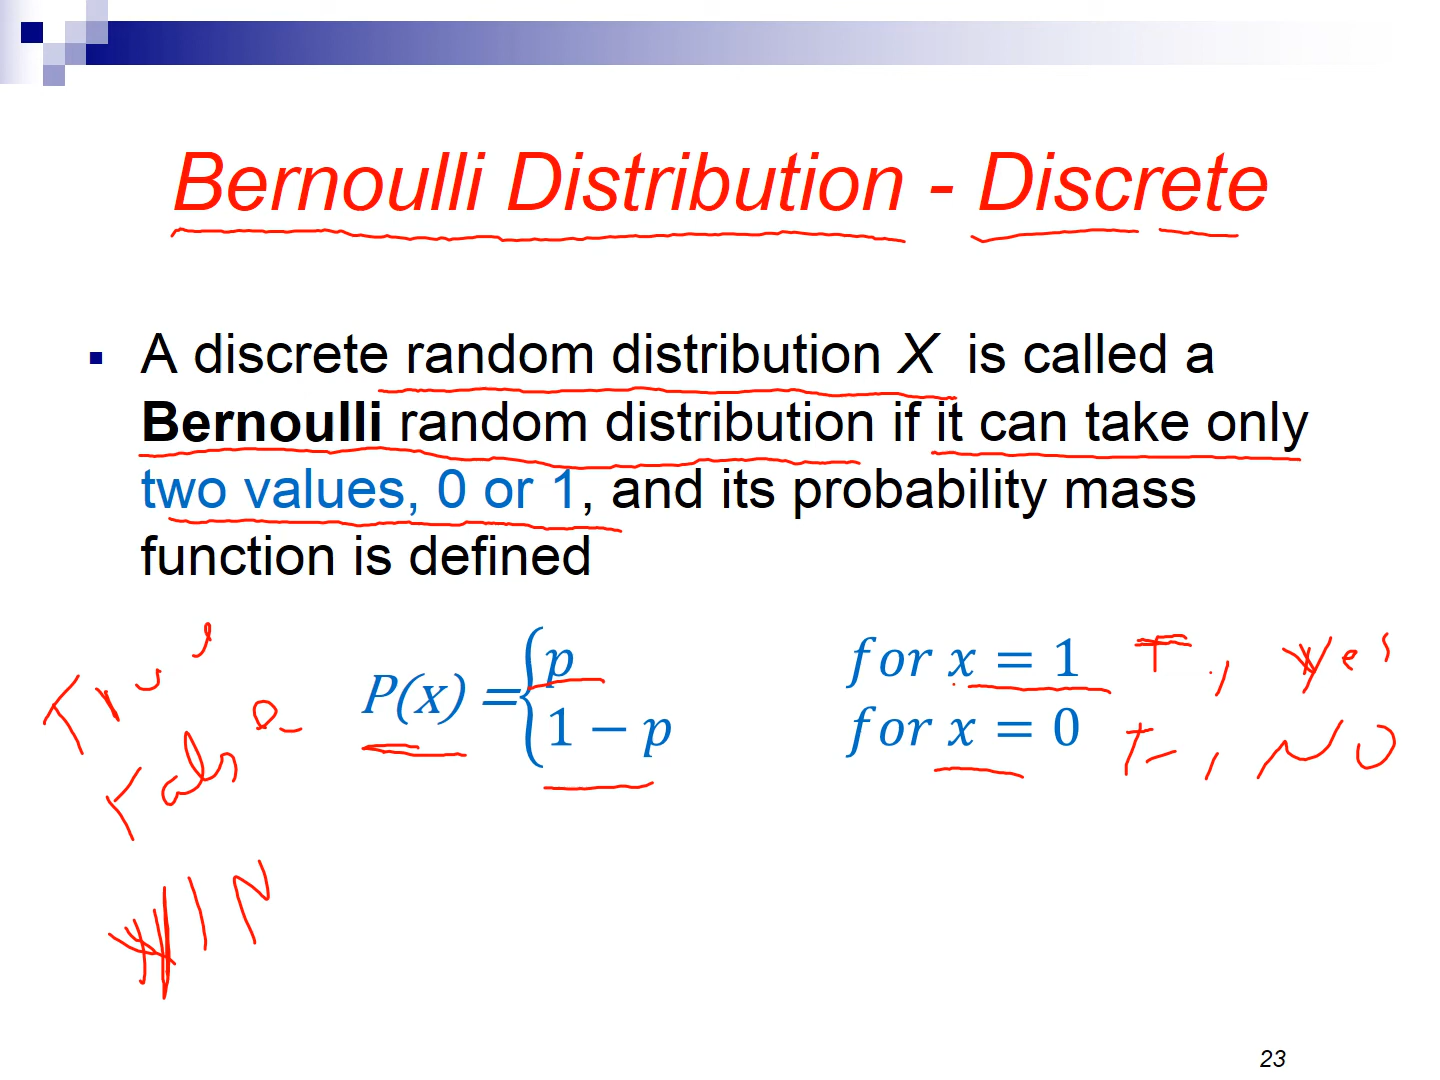 Bernoulli Distribution - Discrete
A discrete random distribution X is called a
Bernoulli random distribution if it can take only
two values, 0 or 1, and its probability mass
function is defined
P(x) = { p for x = 1 T, yes
1 − p for x = 0 F, NO
True
False
23